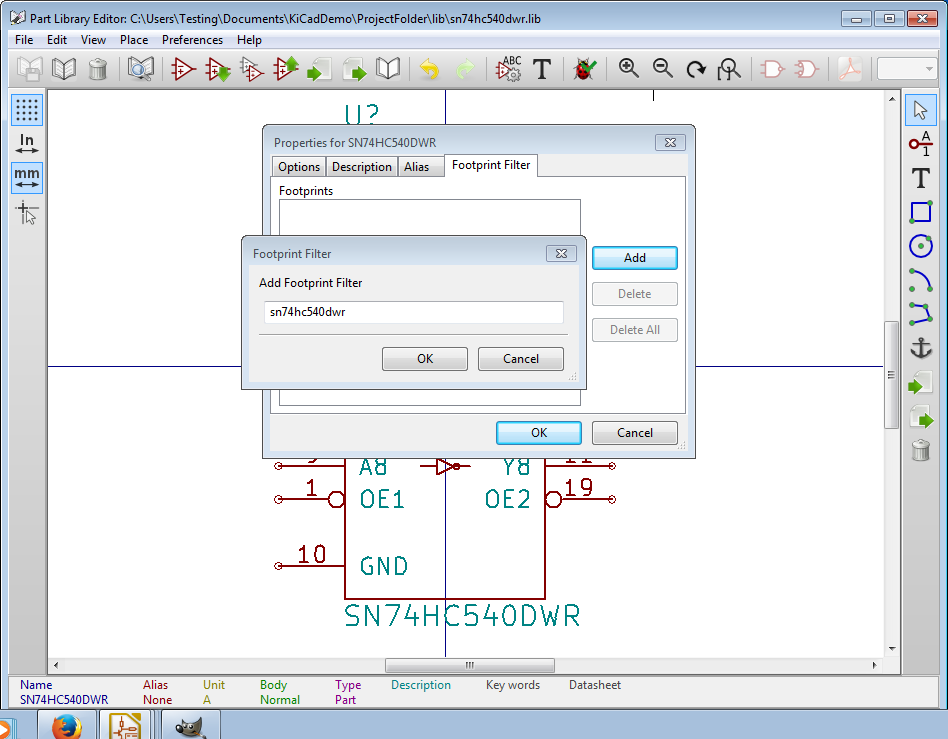 Part Library Editor: C:\Users\Testing\Documents\KiCadDemo\ProjectFolder\lib\sn74hc540dwr.lib
File Edit View Place Preferences Help
ABC
T
In
mm
A
1
T
U?
Properties for SN74HC540DWR
Options Description Alias Footprint Filter
Footprints
Add
Delete
Delete All
Footprint Filter
Add Footprint Filter
sn74hc540dwr
OK Cancel
OK Cancel
A8 Y8
1 OE1 OE2 19
10 GND
SN74HC540DWR
Name Alias Unit Body Type Description Key words Datasheet
SN74HC540DWR None A Normal Part